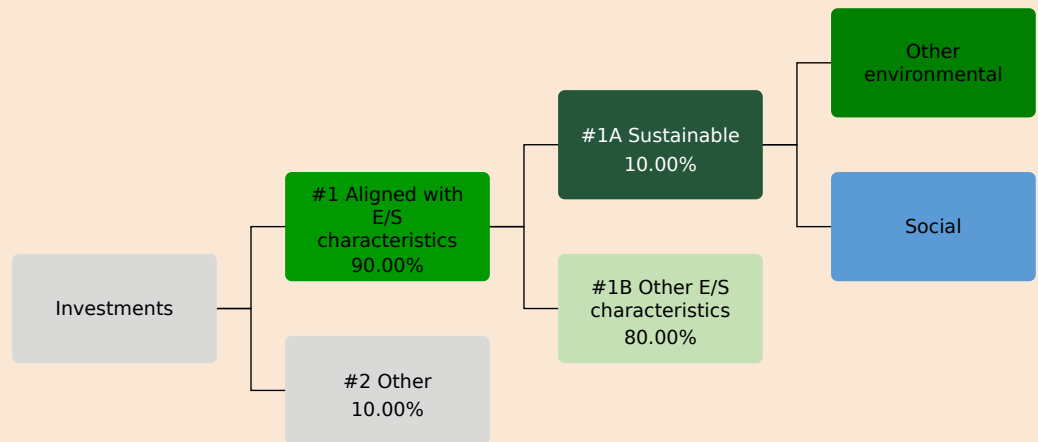 Investments
#1 Aligned with
E/S
characteristics
90.00%
#2 Other
10.00%
#1A Sustainable
10.00%
#1B Other E/S
characteristics
80.00%
Other
environmental
Social